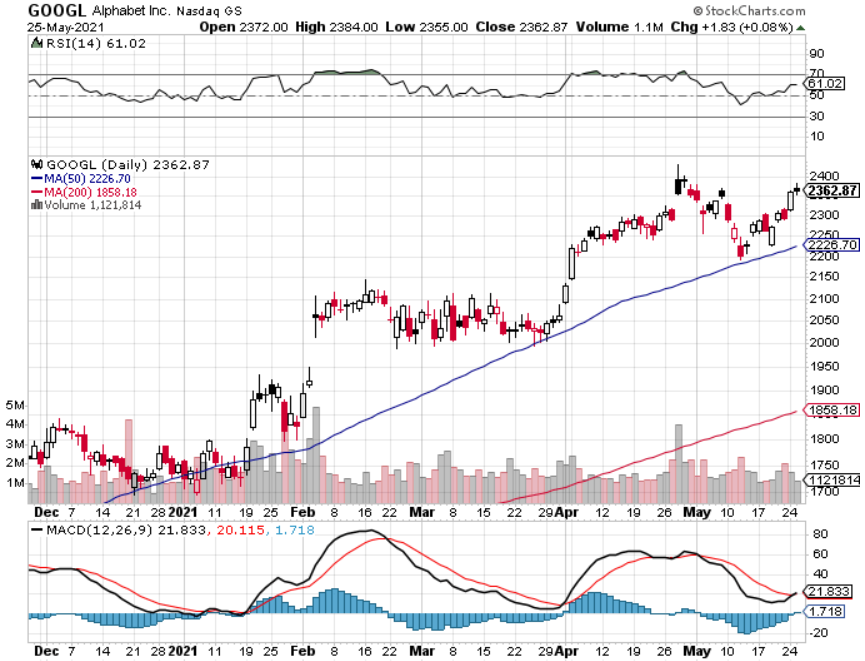 GOOGL Alphabet Inc. Nasdaq GS
© StockCharts.com
25-May-2021 Open 2372.00 High 2384.00 Low 2355.00 Close 2362.87 Volume 1.1M Chg +1.83 (+0.08%)
RSI(14) 61.02
90
70
61.02
50
30
10
GOOGL (Daily) 2362.87
MA(50) 2226.70
MA(200) 1858.18
Volume 1,121,814
2400
2362.87
2300
2250
2226.70
2200
2150
2100
2050
2000
1950
1900
1858.18
1800
1750
1121814
1700
5M
4M
3M
2M
1M
Dec 7 14 21 28 2021 11 19 25 Feb 8 16 22 Mar 8 15 22 29 Apr 12 19 26 May 10 17 24
MACD(12,26,9) 21.833, 20.115, 1.718
80
60
40
21.833
1.718
-20
Dec 7 14 21 28 2021 11 19 25 Feb 8 16 22 Mar 8 15 22 29 Apr 12 19 26 May 10 17 24